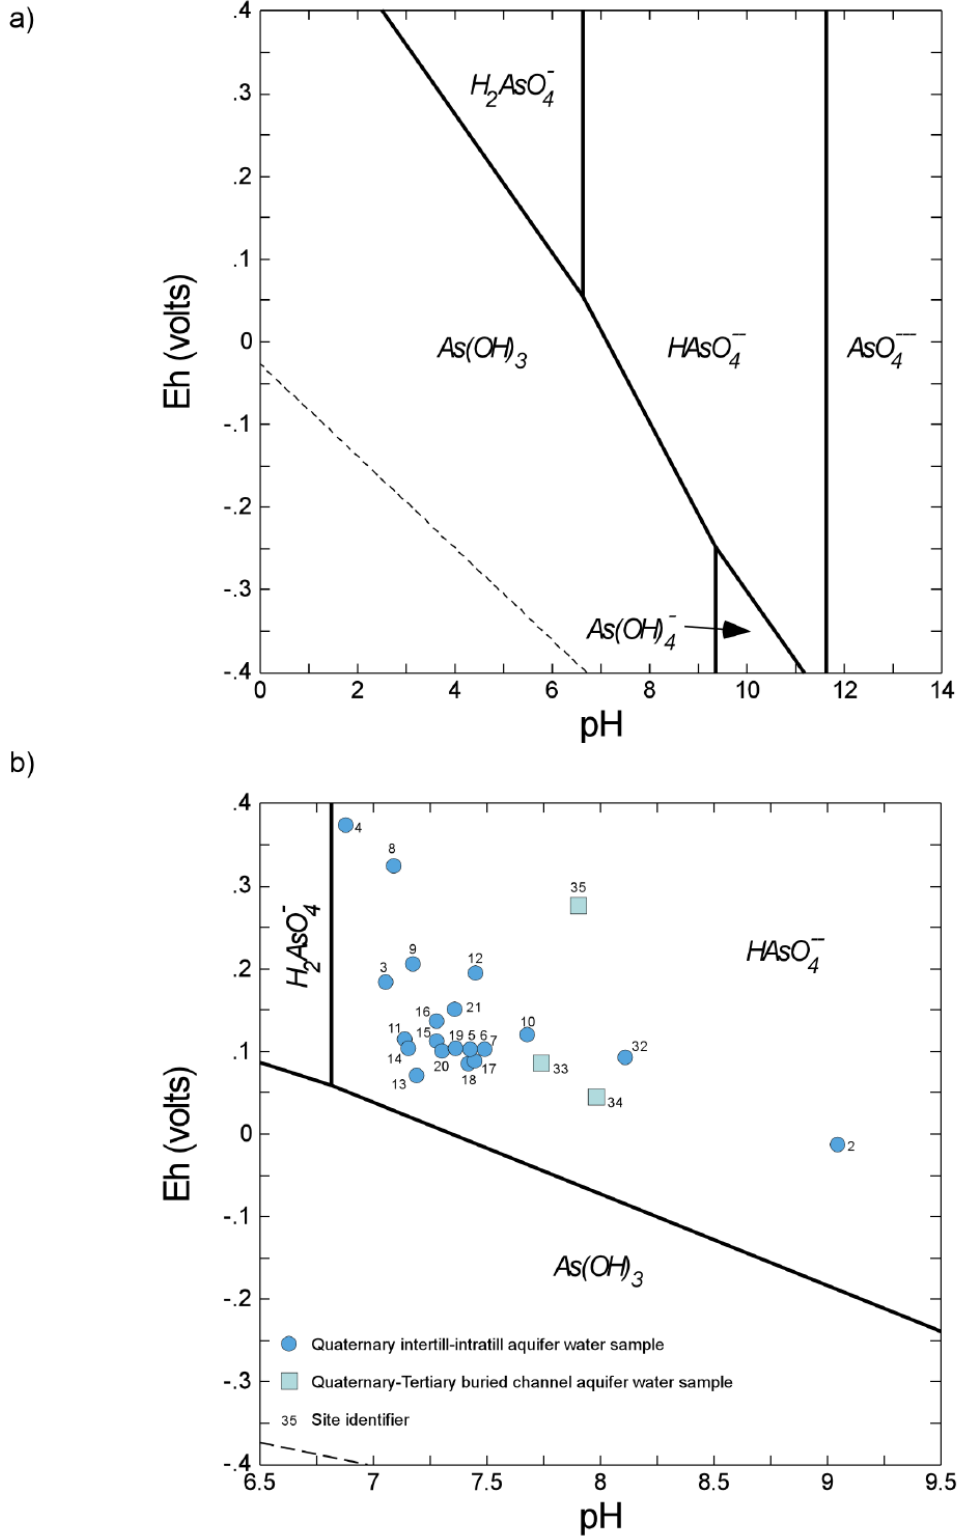 a)
.4
.3
.2
.1
0
-.1
-.2
-.3
-.4
Eh (volts)
H₂AsO₄⁻
As(OH)₃
HAsO₄⁻⁻
AsO₄⁻⁻⁻
As(OH)₄⁻
0 2 4 6 8 10 12 14
pH
b)
.4
.3
.2
.1
0
-.1
-.2
-.3
-.4
Eh (volts)
H₂AsO₄⁻
HAsO₄⁻⁻
As(OH)₃
4
8
35
9
12
3
21
16
10
11
15
19
5
6
7
32
14
20
17
33
13
18
34
2
Quaternary intertill-intratill aquifer water sample
Quaternary-Tertiary buried channel aquifer water sample
35 Site identifier
6.5 7 7.5 8 8.5 9 9.5
pH